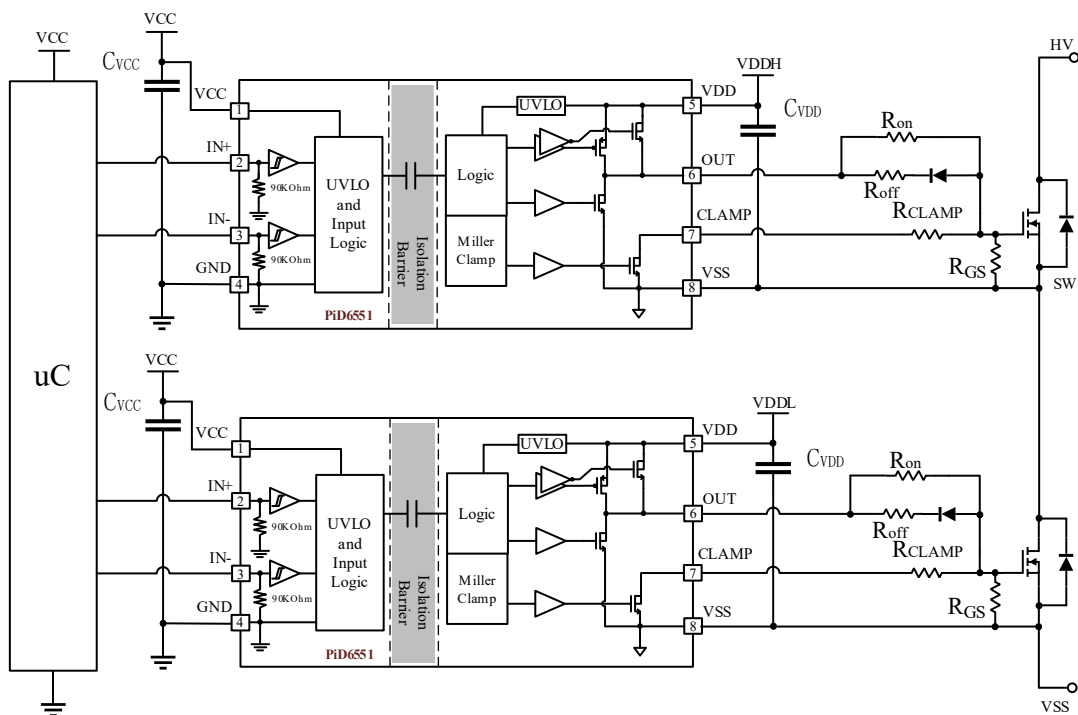 VCC
VCC
CVCC
uC
VCC
1
IN+
2
90KOhm
IN-
3
90KOhm
GND
4
UVLO
and
Input
Logic
Isolation
Barrier
PiD6551
UVLO
Logic
Miller
Clamp
VDD
5
OUT
6
CLAMP
7
VSS
8
VDDH
CVDD
Ron
Roff
RCLAMP
RGS
HV
SW
VCC
CVCC
VCC
1
IN+
2
90KOhm
IN-
3
90KOhm
GND
4
UVLO
and
Input
Logic
Isolation
Barrier
PiD6551
UVLO
Logic
Miller
Clamp
VDD
5
OUT
6
CLAMP
7
VSS
8
VDDL
CVDD
Ron
Roff
RCLAMP
RGS
VSS